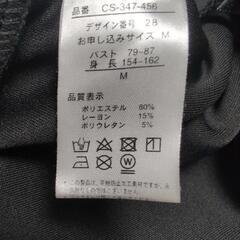 品番 CS-347-456
デザイン番号 28
お申し込みサイズ M
バスト 79-87
身長 154-162
M
品質表示
ポリエステル 80%
レーヨン 15%
ポリウレタン 5%